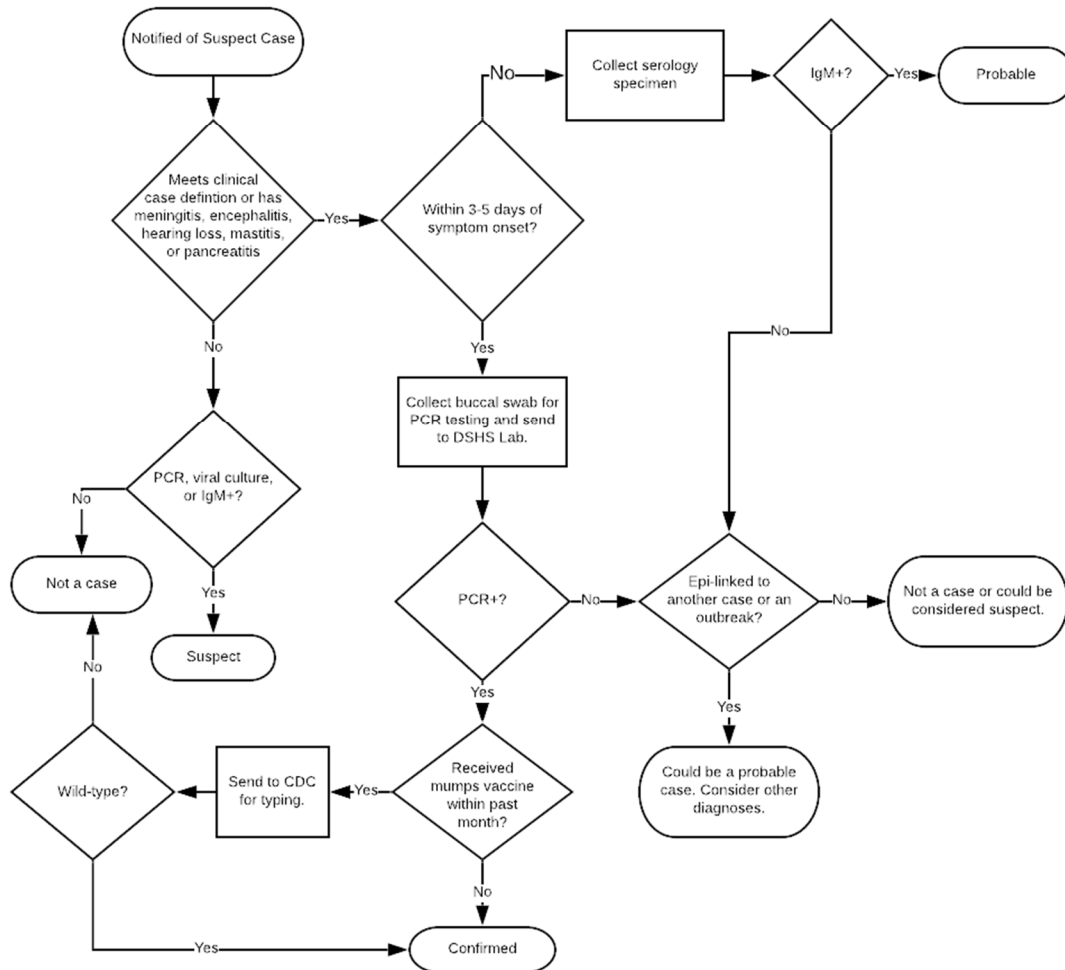 Notified of Suspect Case
No
Collect serology
specimen
IgM+?
Yes
Probable
Meets clinical
case defintion or has
meningitis, encephalitis,
hearing loss, mastitis,
or pancreatitis
Yes
Within 3-5 days of
symptom onset?
No
No
Yes
Collect buccal swab for
PCR testing and send
to DSHS Lab.
PCR, viral culture,
or IgM+?
No
Yes
Not a case
Suspect
PCR+?
No
Epi-linked to
another case or an
outbreak?
No
Not a case or could be
considered suspect.
No
Yes
Yes
Wild-type?
Send to CDC
for typing.
Yes
Received
mumps vaccine
within past
month?
Could be a probable
case. Consider other
diagnoses.
No
Yes
Confirmed